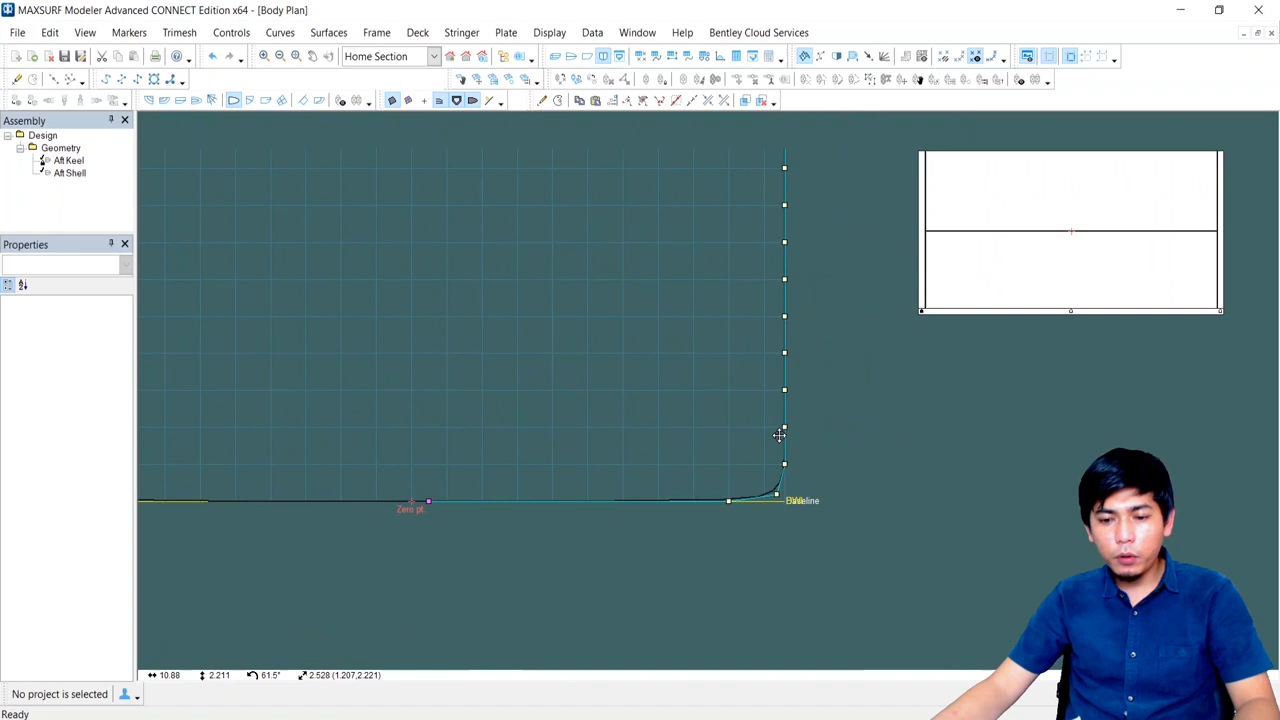 MAXSURF Modeler Advanced CONNECT Edition x64 - [Body Plan]
File Edit View Markers Trimesh Controls Curves Surfaces Frame Deck Stringer Plate Display Data Window Help Bentley Cloud Services
Home Section
Assembly
Design
Geometry
Aft Keel
Aft Shell
Properties
Zero pt.
Baseline
10.88 2.211 61.5° 2.528 (1.207,2.221)
No project is selected
Ready